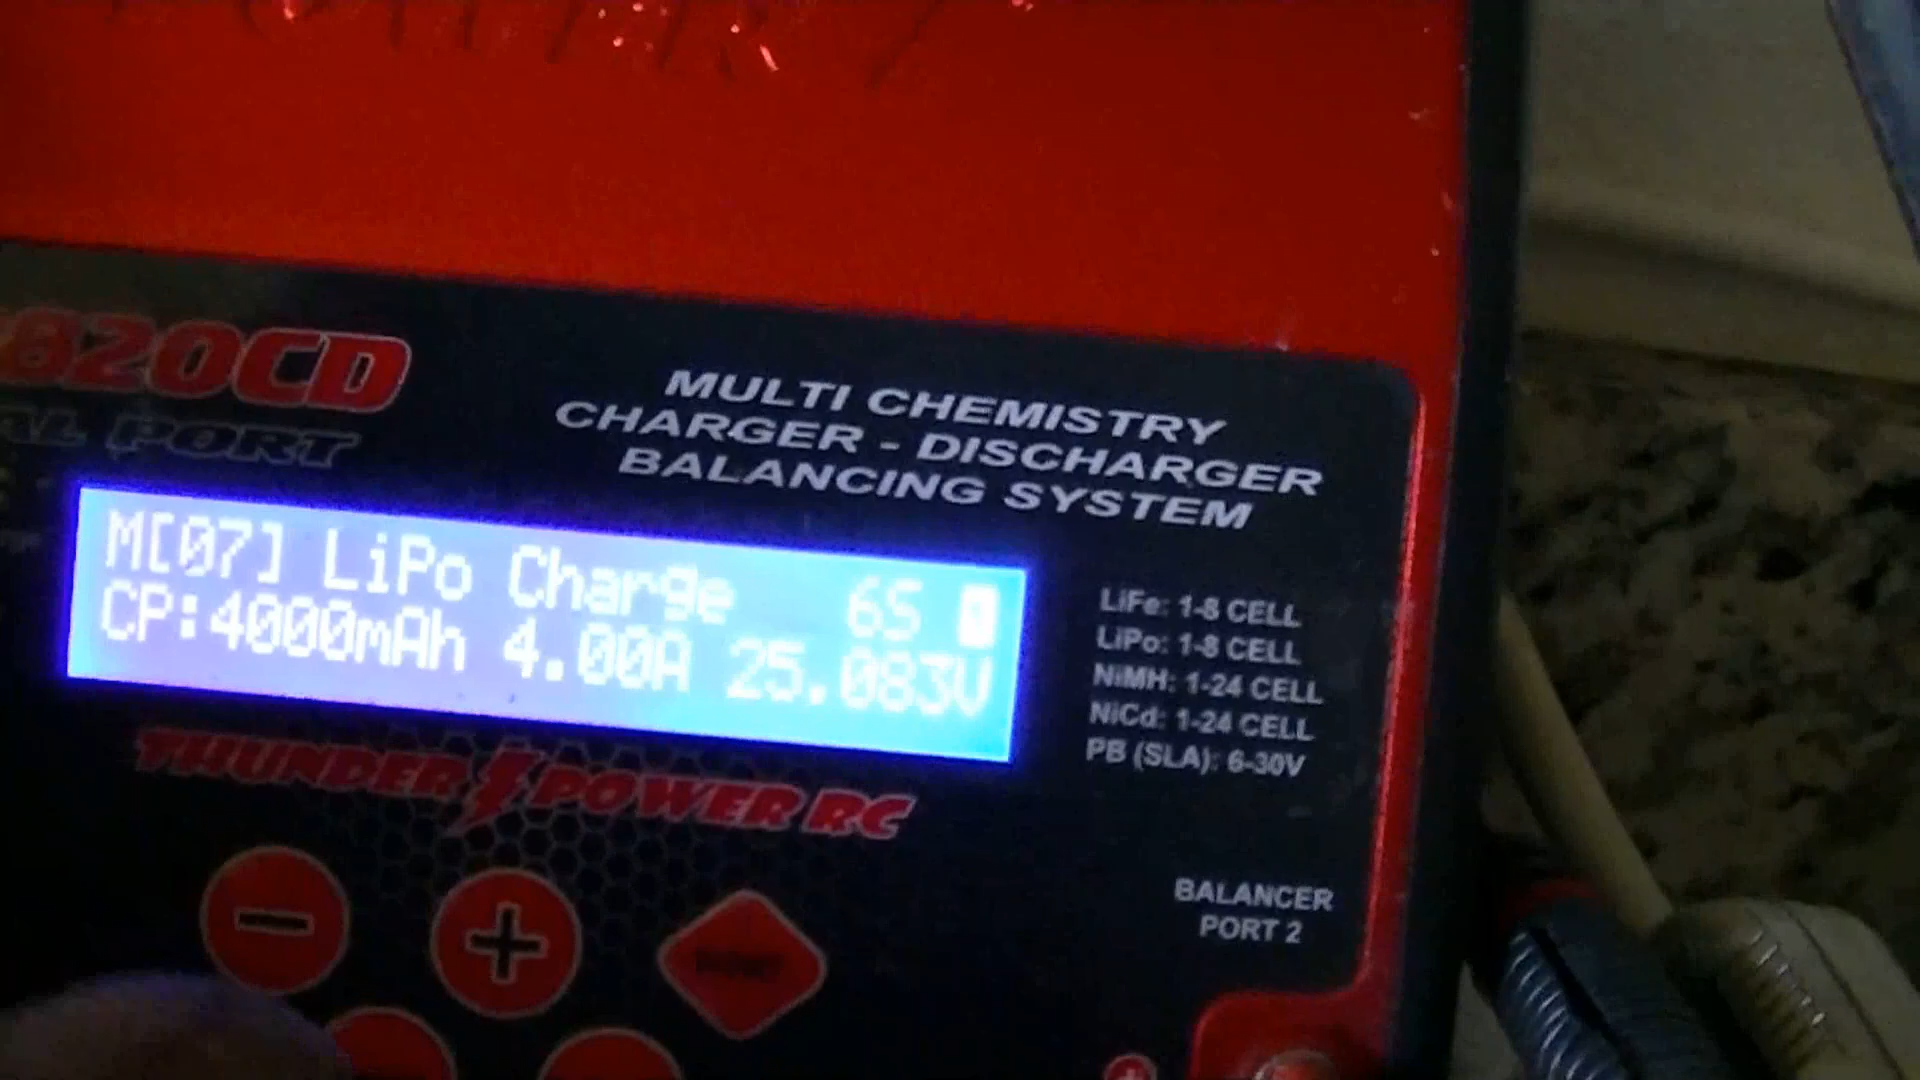 820CD
AL PORT
MULTI CHEMISTRY
CHARGER - DISCHARGER
BALANCING SYSTEM
M[07] LiPo Charge 6S
CP:4000mAh 4.00A 25.083V
LiFe: 1-8 CELL
LiPo: 1-8 CELL
NiMH: 1-24 CELL
NiCd: 1-24 CELL
PB (SLA): 6-30V
THUNDER POWER RC
BALANCER
PORT 2
− +